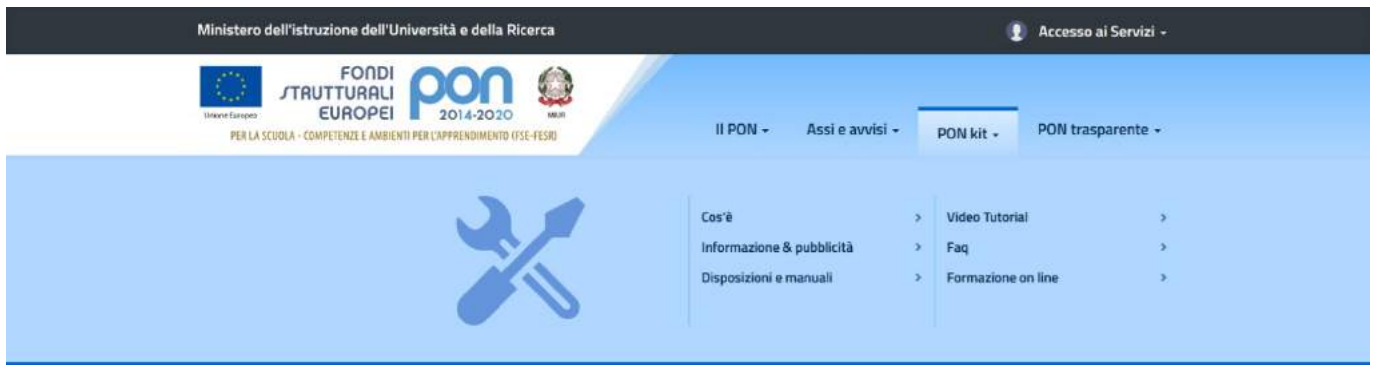 Ministero dell'istruzione dell'Università e della Ricerca
Accesso ai Servizi
FONDI
STRUTTURALI
EUROPEI
pon
2014-2020
Unione Europea
MIUR
PER LA SCUOLA - COMPETENZE E AMBIENTI PER L'APPRENDIMENTO (FSE-FESR)
Il PON
Assi e avvisi
PON kit
PON trasparente
Cos'è
Informazione & pubblicità
Disposizioni e manuali
Video Tutorial
Faq
Formazione on line